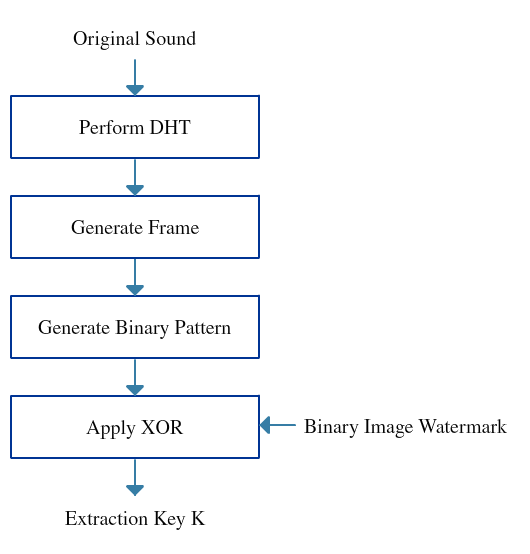 Original Sound
Perform DHT
Generate Frame
Generate Binary Pattern
Apply XOR
Binary Image Watermark
Extraction Key K